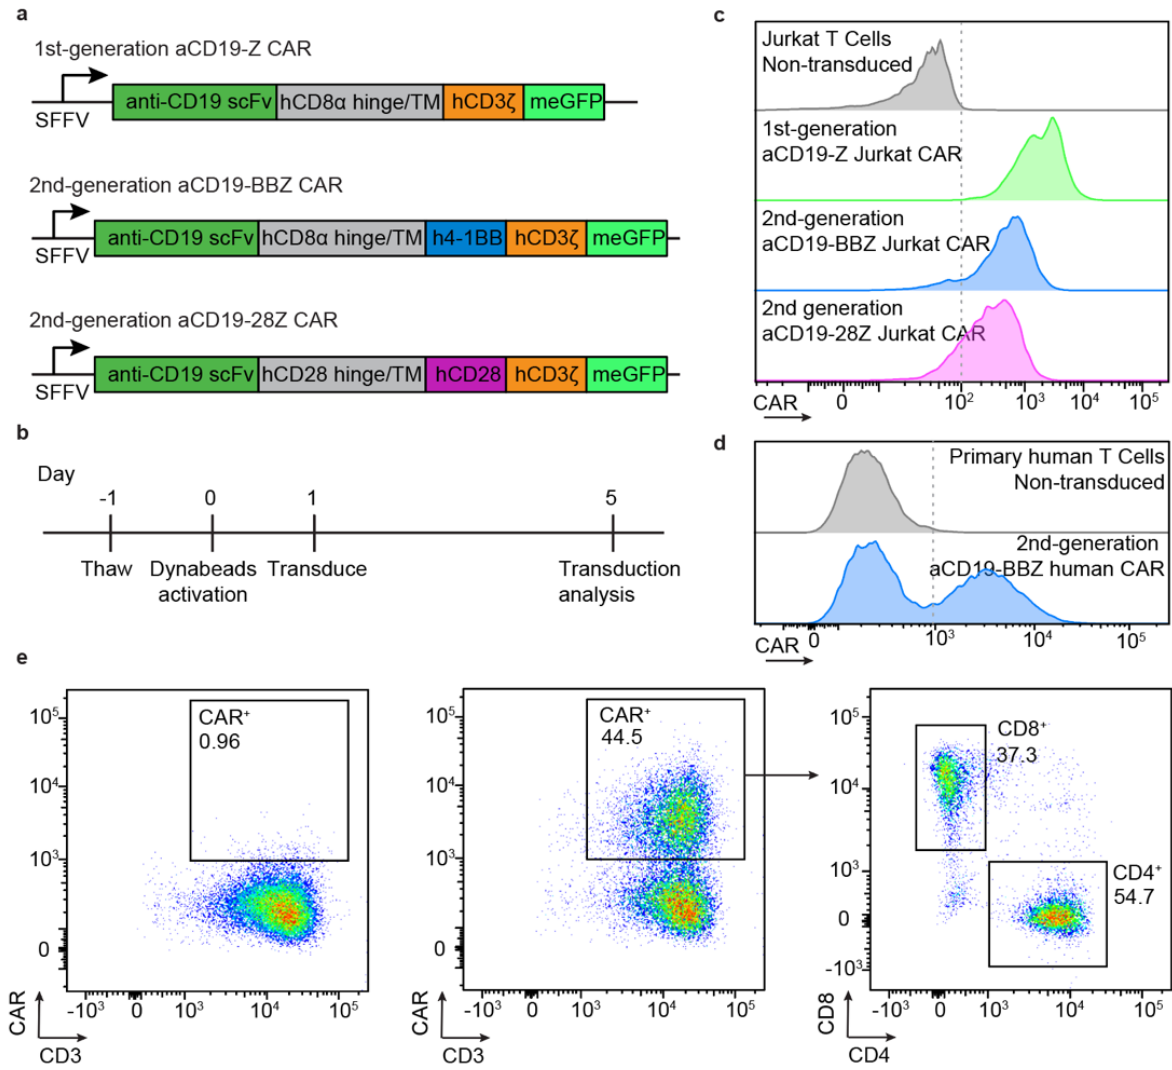 a
1st-generation aCD19-Z CAR
SFFV
anti-CD19 scFv hCD8α hinge/TM hCD3ζ meGFP
2nd-generation aCD19-BBZ CAR
SFFV
anti-CD19 scFv hCD8α hinge/TM h4-1BB hCD3ζ meGFP
2nd-generation aCD19-28Z CAR
SFFV
anti-CD19 scFv hCD28 hinge/TM hCD28 hCD3ζ meGFP
b
Day
-1 0 1 5
Thaw Dynabeads Transduce Transduction
activation analysis
c
Jurkat T Cells
Non-transduced
1st-generation
aCD19-Z Jurkat CAR
2nd-generation
aCD19-BBZ Jurkat CAR
2nd generation
aCD19-28Z Jurkat CAR
0 10² 10³ 10⁴ 10⁵
CAR
d
Primary human T Cells
Non-transduced
2nd-generation
aCD19-BBZ human CAR
0 10³ 10⁴ 10⁵
CAR
e
CAR⁺
0.96
10⁵
10⁴
10³
0
-10³ 0 10³ 10⁴ 10⁵
CAR
CD3
CAR⁺
44.5
10⁵
10⁴
10³
0
-10³ 0 10³ 10⁴ 10⁵
CAR
CD3
CD8⁺
37.3
CD4⁺
54.7
10⁵
10⁴
10³
0
-10³
-10³ 0 10³ 10⁴ 10⁵
CD8
CD4